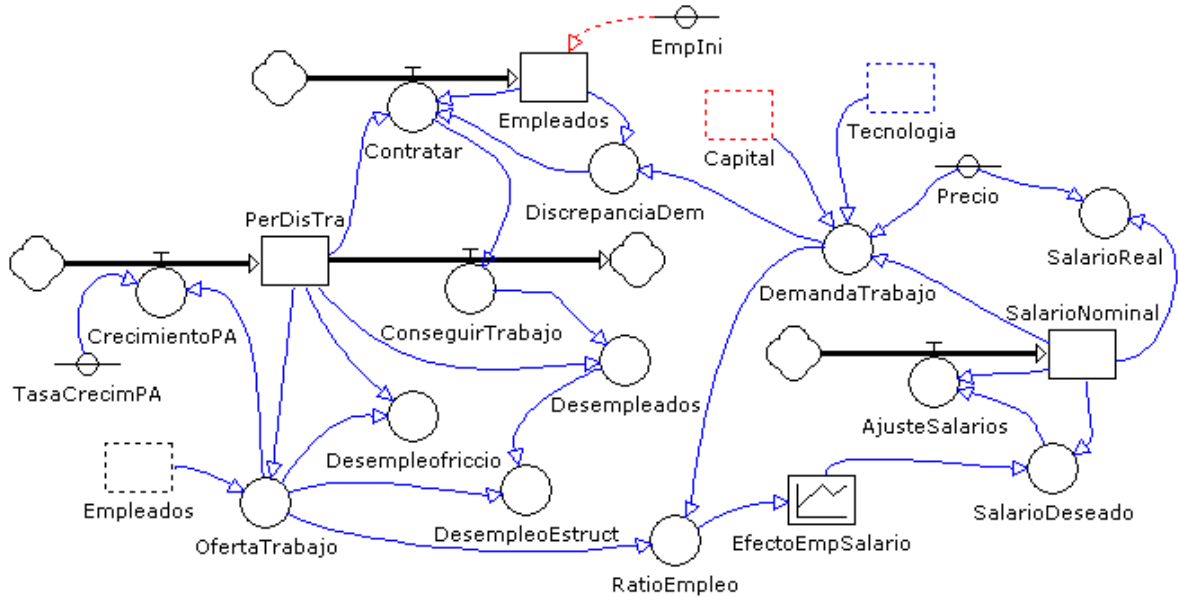 EmpIni
Empleados
Tecnologia
Contratar
Capital
Precio
DiscrepanciaDem
PerDisTra
SalarioReal
DemandaTrabajo
SalarioNominal
CrecimientoPA
ConseguirTrabajo
TasaCrecimPA
Desempleados
AjusteSalarios
Desempleofriccio
Empleados
SalarioDeseado
DesempleoEstruct
EfectoEmpSalario
OfertaTrabajo
RatioEmpleo